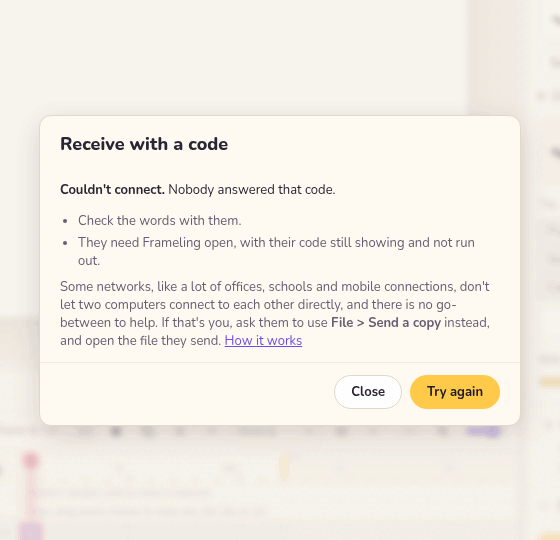 Receive with a code
Couldn't connect. Nobody answered that code.
• Check the words with them.
• They need Frameling open, with their code still showing and not run
out.
Some networks, like a lot of offices, schools and mobile connections, don't
let two computers connect to each other directly, and there is no go-
between to help. If that's you, ask them to use File > Send a copy instead,
and open the file they send. How it works
Close
Try again